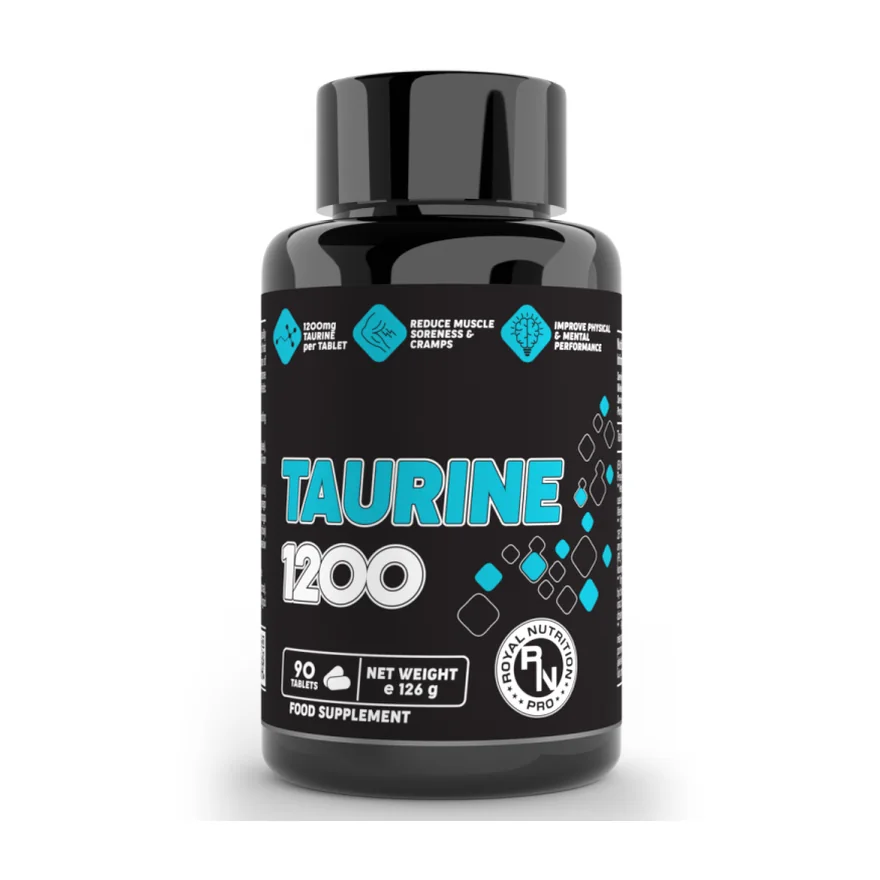 1200mg
TAURINE
per TABLET
REDUCE MUSCLE
SORENESS &
CRAMPS
IMPROVE PHYSICAL
& MENTAL
PERFORMANCE
TAURINE
1200
90
TABLETS
NET WEIGHT
e 126 g
FOOD SUPPLEMENT
ROYAL NUTRITION
RN
PRO